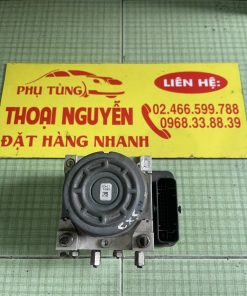 PHỤ TÙNG
LIÊN HỆ:
THOẠI NGUYỄN
02.466.599.788
0968.33.88.39
ĐẶT HÀNG NHANH